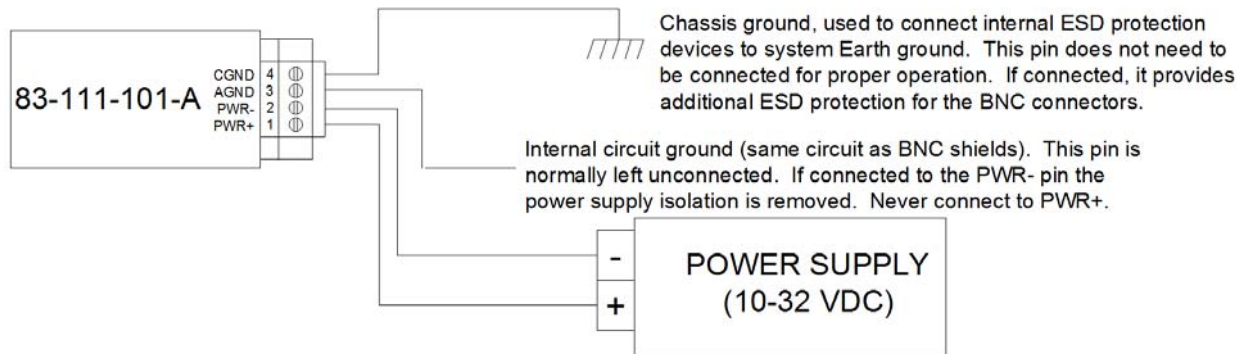 83-111-101-A
CGND 4
AGND 3
PWR- 2
PWR+ 1
Chassis ground, used to connect internal ESD protection
devices to system Earth ground. This pin does not need to
be connected for proper operation. If connected, it provides
additional ESD protection for the BNC connectors.
Internal circuit ground (same circuit as BNC shields). This pin is
normally left unconnected. If connected to the PWR- pin the
power supply isolation is removed. Never connect to PWR+.
-
+
POWER SUPPLY
(10-32 VDC)